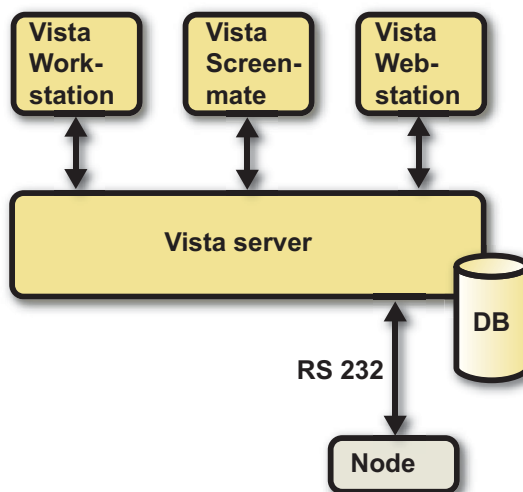 Vista
Work-
station
Vista
Screen-
mate
Vista
Web-
station
Vista server
DB
RS 232
Node